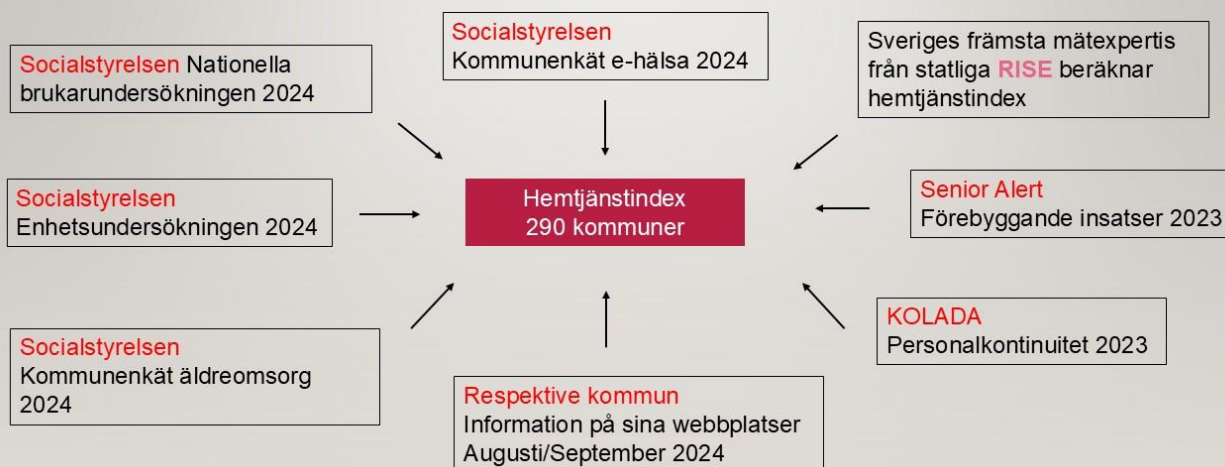 Socialstyrelsen Nationella
brukarundersökningen 2024
Socialstyrelsen
Kommunenkät e-hälsa 2024
Sveriges främsta mätexpertis
från statliga RISE beräknar
hemtjänstindex
Socialstyrelsen
Enhetsundersökningen 2024
Hemtjänstindex
290 kommuner
Senior Alert
Förebyggande insatser 2023
Socialstyrelsen
Kommunenkät äldreomsorg
2024
Respektive kommun
Information på sina webbplatser
Augusti/September 2024
KOLADA
Personalkontinuitet 2023